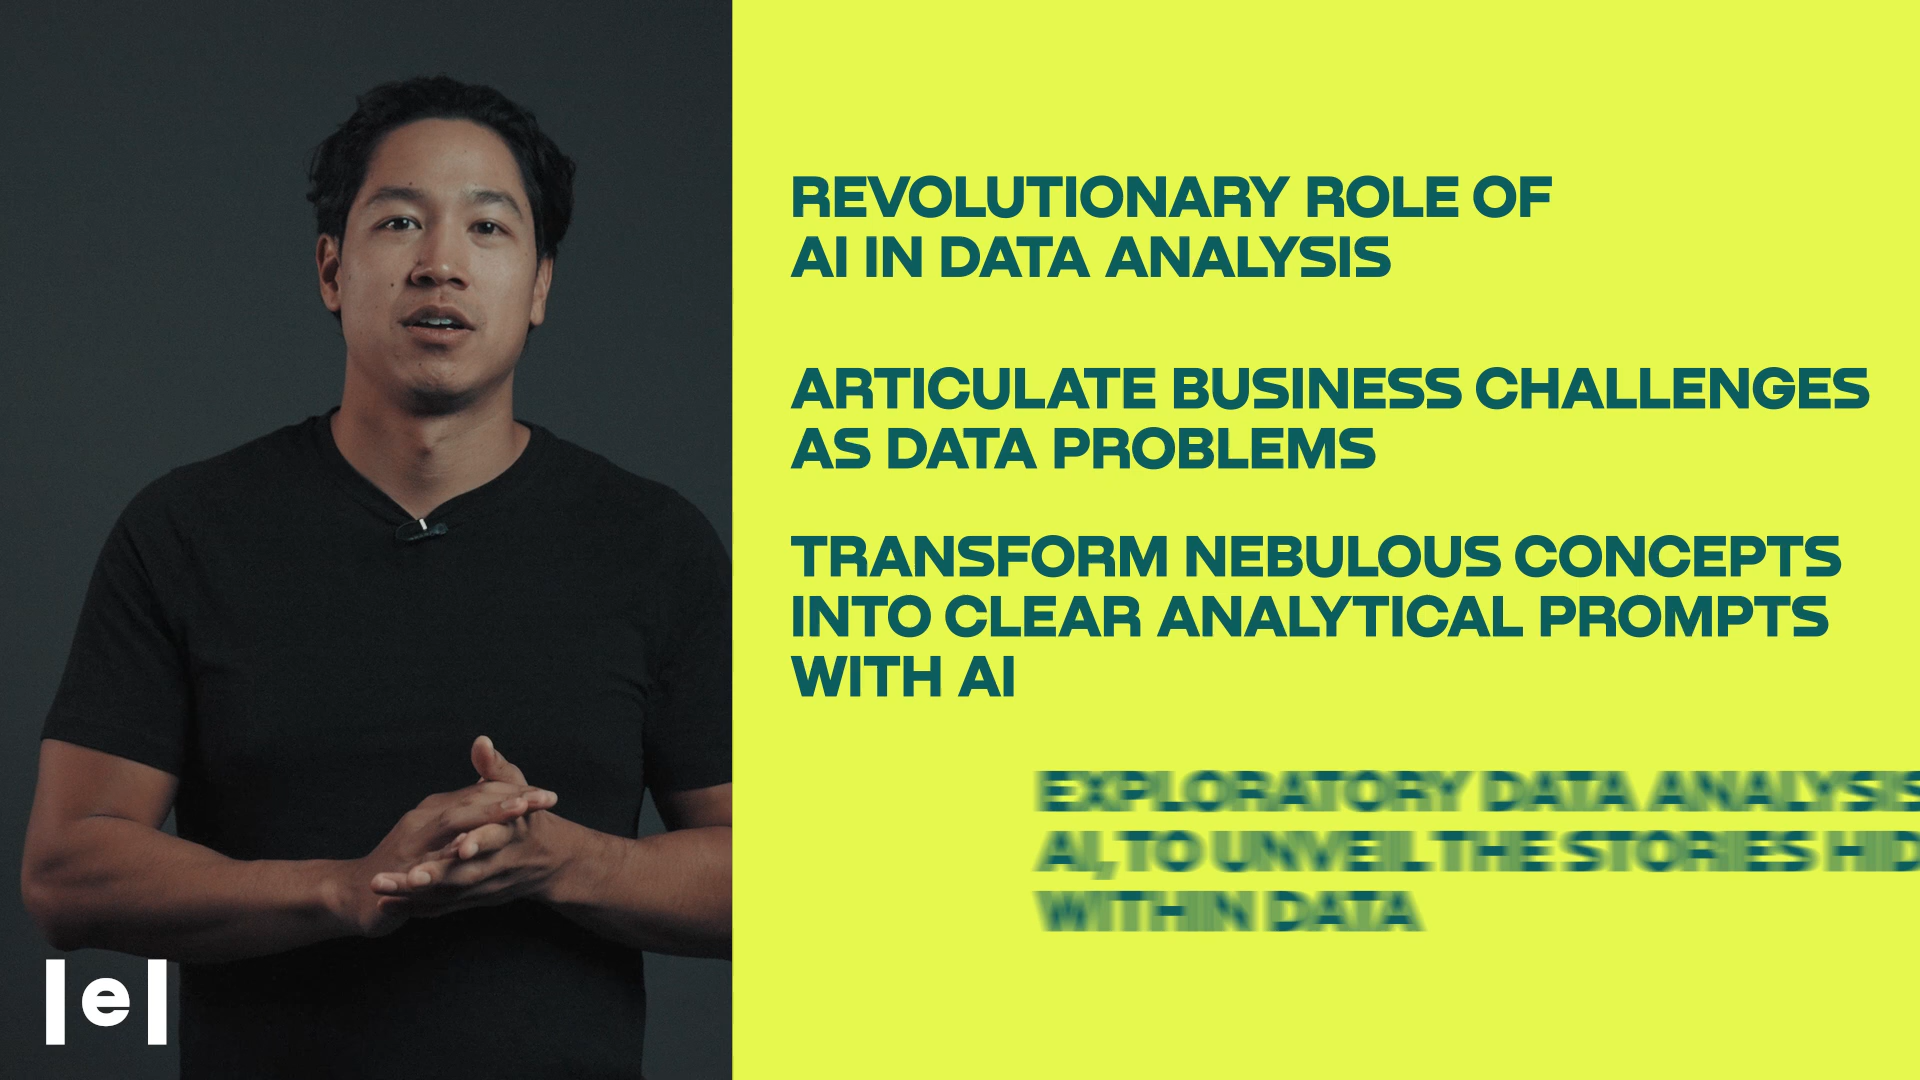 REVOLUTIONARY ROLE OF
AI IN DATA ANALYSIS
ARTICULATE BUSINESS CHALLENGES
AS DATA PROBLEMS
TRANSFORM NEBULOUS CONCEPTS
INTO CLEAR ANALYTICAL PROMPTS
WITH AI
EXPLORATORY DATA ANALYSIS
AI, TO UNVEIL THE STORIES
WITHIN DATA
|e|